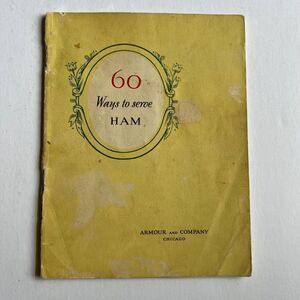 60
Ways to serve
HAM
ARMOUR AND COMPANY
CHICAGO